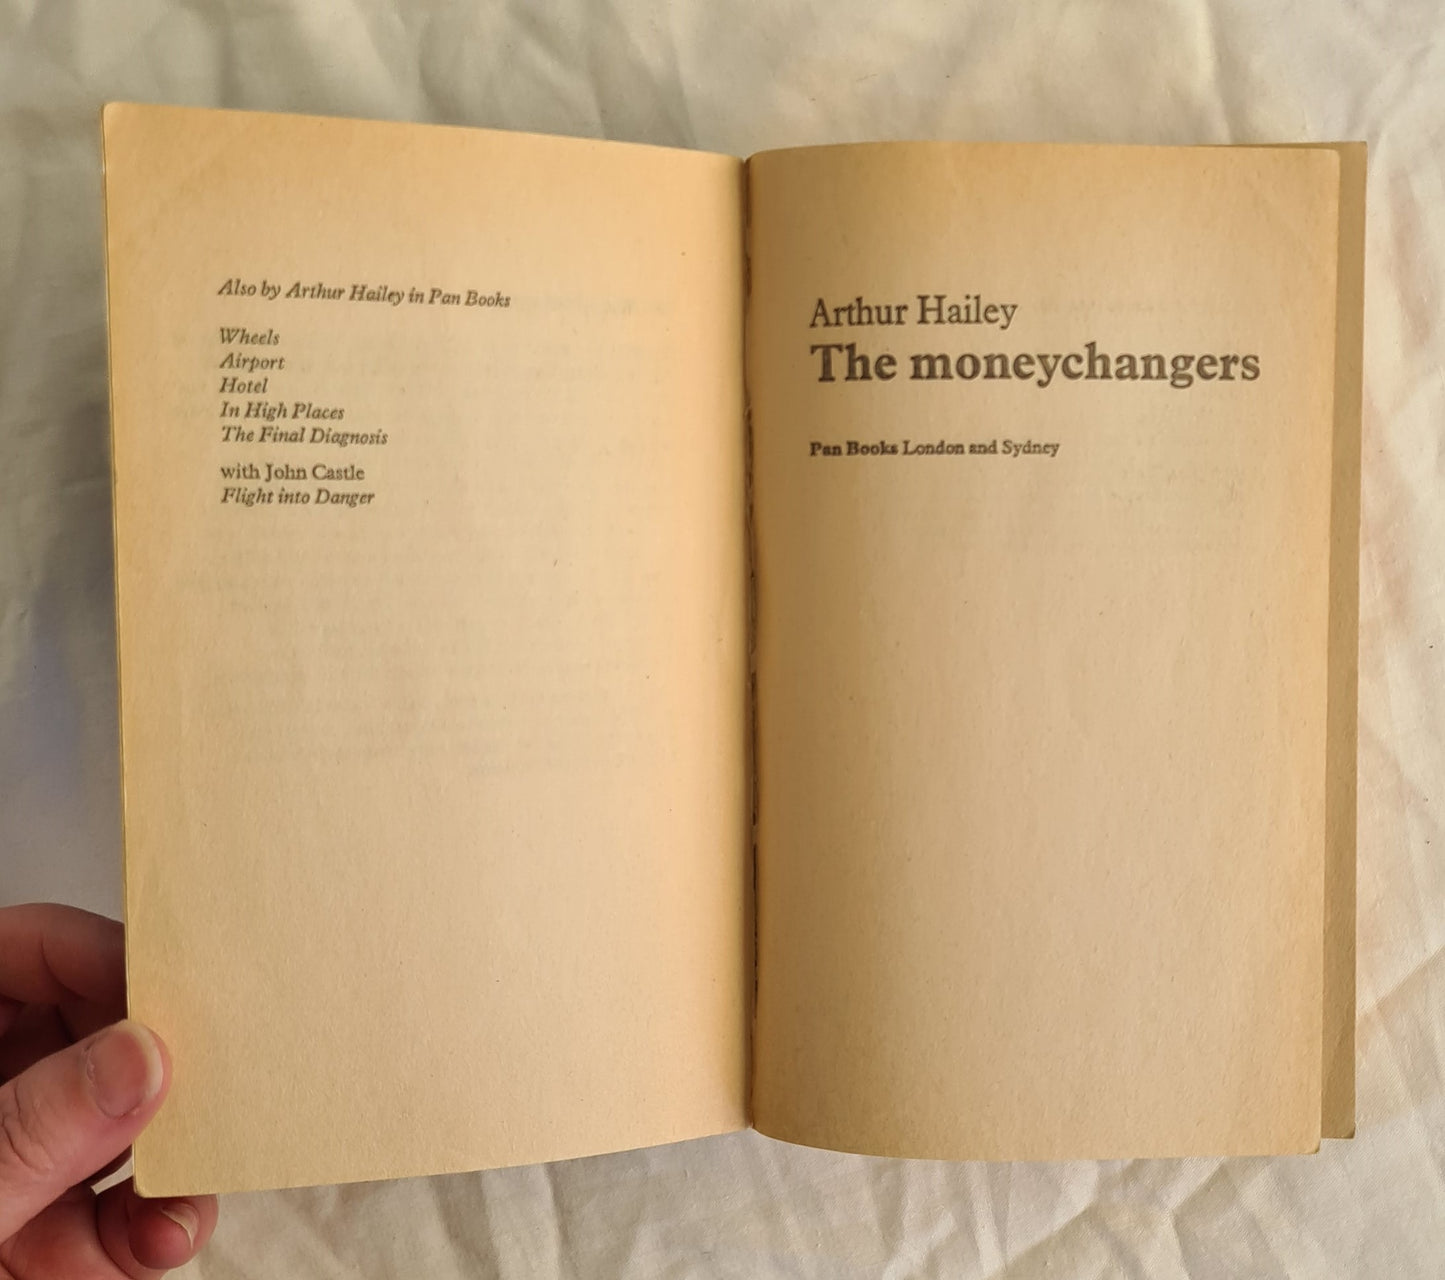 Also by Arthur Hailey in Pan Books
Wheels
Airport
Hotel
In High Places
The Final Diagnosis
with John Castle
Flight into Danger
Arthur Hailey
The moneychangers
Pan Books London and Sydney